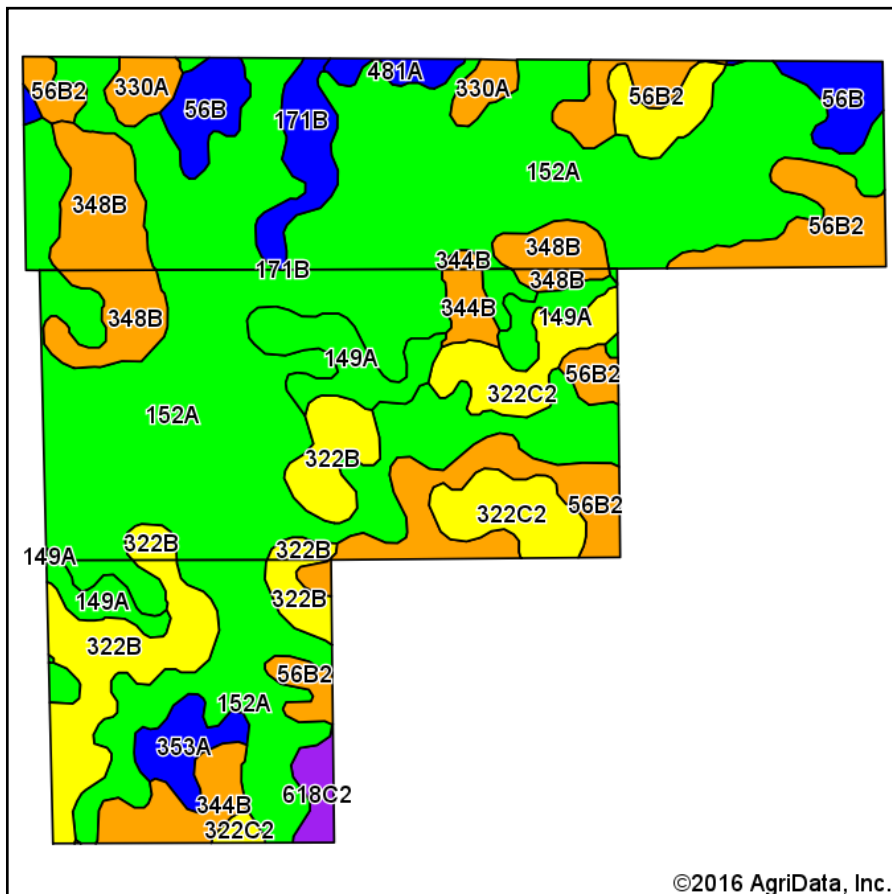 481A
56B2
330A
330A
56B2
56B
56B
171B
152A
348B
56B2
348B
344B
171B
348B
344B
348B
149A
149A
56B2
322C2
152A
322B
56B2
322C2
322B
322B
149A
322B
149A
322B
56B2
152A
353A
618C2
344B
322C2
©2016 AgriData, Inc.